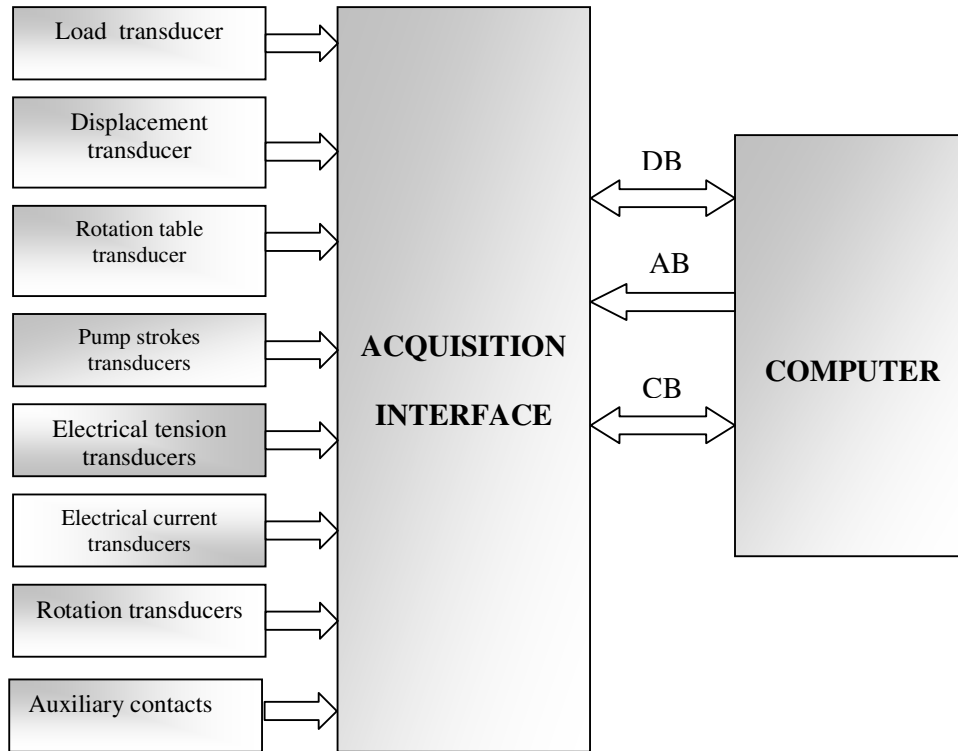 Load transducer
Displacement
transducer
Rotation table
transducer
Pump strokes
transducers
Electrical tension
transducers
Electrical current
transducers
Rotation transducers
Auxiliary contacts
ACQUISITION
INTERFACE
DB
AB
CB
COMPUTER